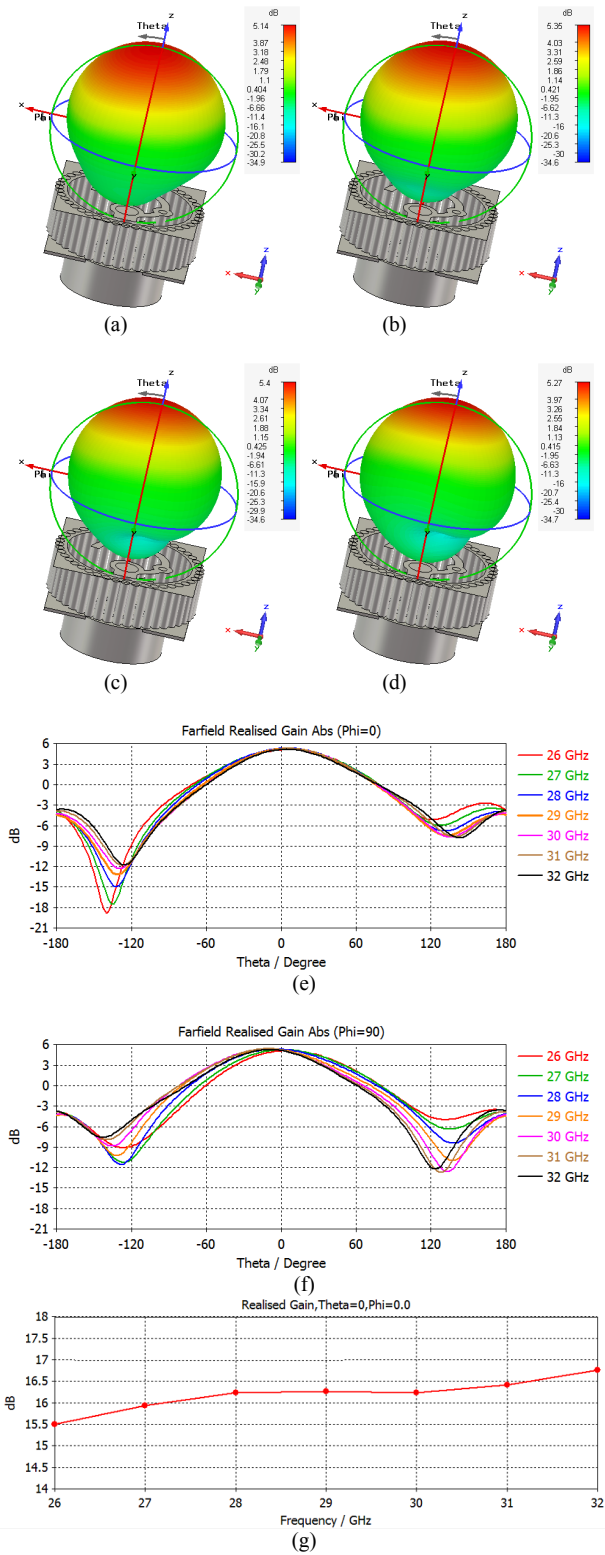 dB
z
Theta
5.14
3.87
3.18
2.48
1.79
1.1
0.404
-1.95
-6.66
-11.4
-16.1
-20.8
-25.5
-30.2
-34.9
x
Phi
Y
z
x
y
(a)
dB
z
Theta
5.35
4.03
3.31
2.59
1.86
1.14
0.421
-1.95
-6.62
-11.3
-16
-20.6
-25.3
-30
-34.6
x
Phi
Y
z
x
y
(b)
dB
z
Theta
5.4
4.07
3.34
2.61
1.88
1.15
0.425
-1.94
-6.61
-11.3
-15.9
-20.6
-25.3
-29.9
-34.6
x
Y
z
x
y
(c)
dB
z
Theta
5.27
3.97
3.26
2.55
1.84
1.13
0.415
-1.95
-6.63
-11.3
-16
-20.7
-25.4
-30
-34.7
x
Y
z
x
y
(d)
Farfield Realised Gain Abs (Phi=0)
6
3
0
-3
-6
-9
-12
-15
-18
-21
dB
-180
-120
-60
0
60
120
180
Theta / Degree
26 GHz
27 GHz
28 GHz
29 GHz
30 GHz
31 GHz
32 GHz
(e)
Farfield Realised Gain Abs (Phi=90)
6
3
0
-3
-6
-9
-12
-15
-18
-21
dB
-180
-120
-60
0
60
120
180
Theta / Degree
26 GHz
27 GHz
28 GHz
29 GHz
30 GHz
31 GHz
32 GHz
(f)
Realised Gain,Theta=0,Phi=0.0
18
17.5
17
16.5
16
15.5
15
14.5
14
dB
26
27
28
29
30
31
32
Frequency / GHz
(g)